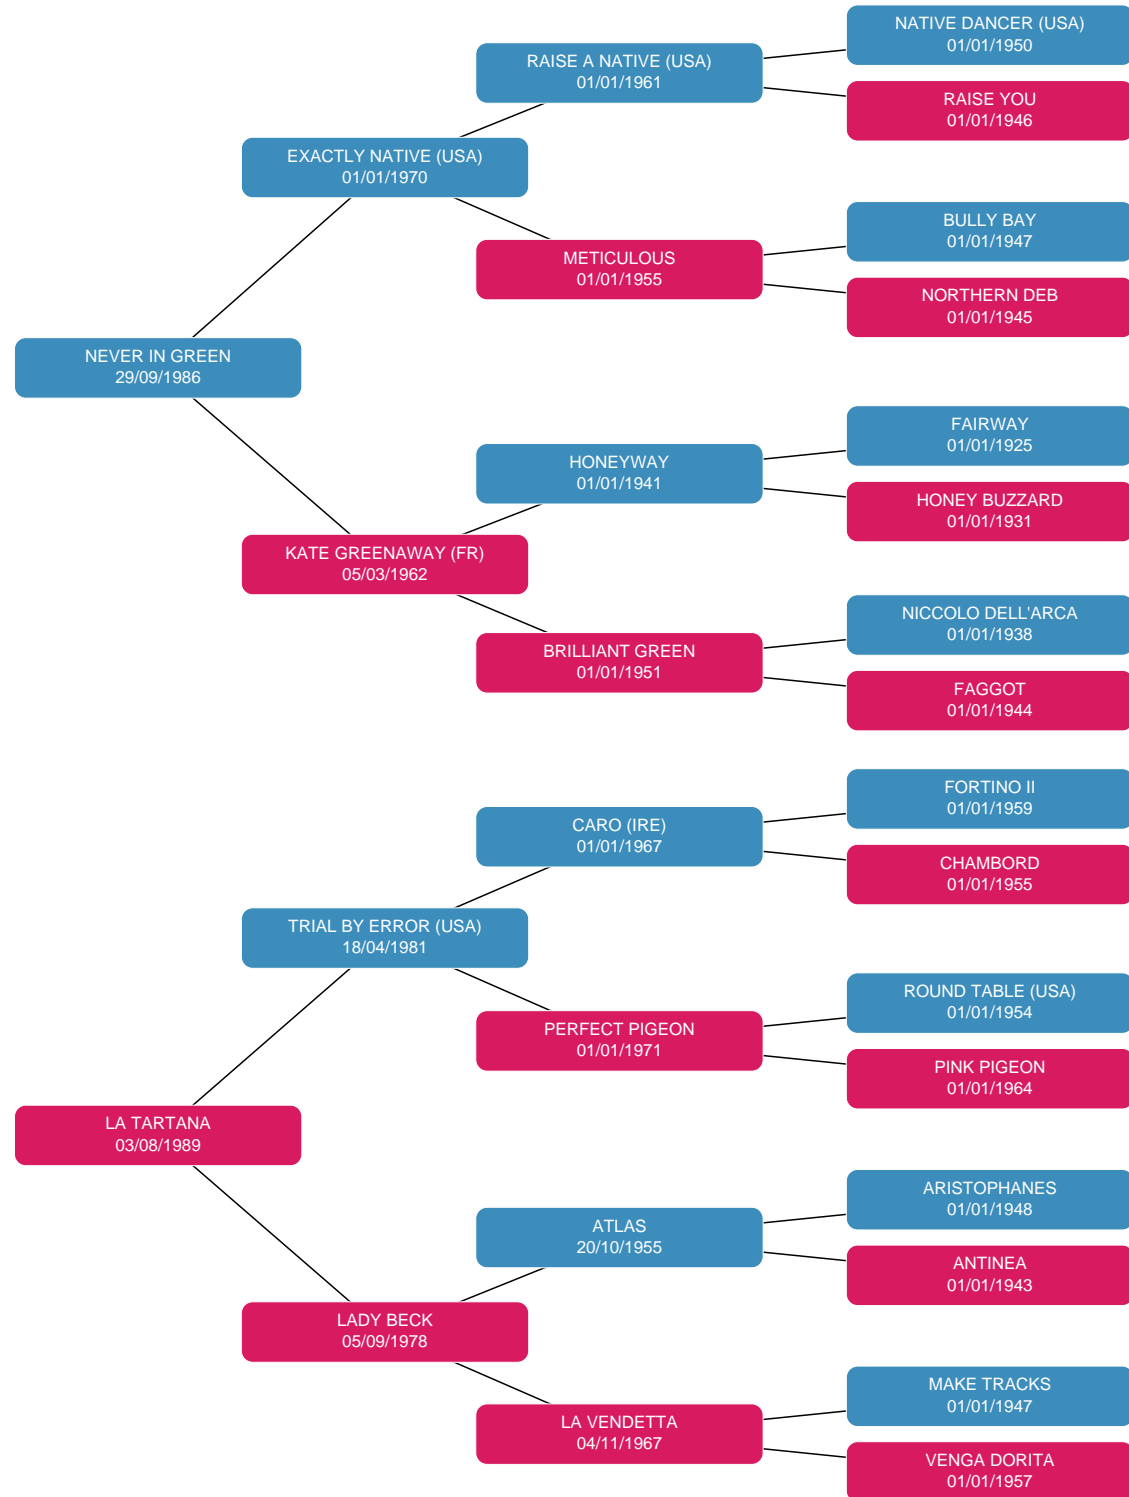 NATIVE DANCER (USA)
01/01/1950
RAISE A NATIVE (USA)
01/01/1961
RAISE YOU
01/01/1946
EXACTLY NATIVE (USA)
01/01/1970
BULLY BAY
01/01/1947
METICULOUS
01/01/1955
NORTHERN DEB
01/01/1945
NEVER IN GREEN
29/09/1986
FAIRWAY
01/01/1925
HONEYWAY
01/01/1941
HONEY BUZZARD
01/01/1931
KATE GREENAWAY (FR)
05/03/1962
NICCOLO DELL'ARCA
01/01/1938
BRILLIANT GREEN
01/01/1951
FAGGOT
01/01/1944
FORTINO II
01/01/1959
CARO (IRE)
01/01/1967
CHAMBORD
01/01/1955
TRIAL BY ERROR (USA)
18/04/1981
ROUND TABLE (USA)
01/01/1954
PERFECT PIGEON
01/01/1971
PINK PIGEON
01/01/1964
LA TARTANA
03/08/1989
ARISTOPHANES
01/01/1948
ATLAS
20/10/1955
ANTINEA
01/01/1943
LADY BECK
05/09/1978
MAKE TRACKS
01/01/1947
LA VENDETTA
04/11/1967
VENGA DORITA
01/01/1957